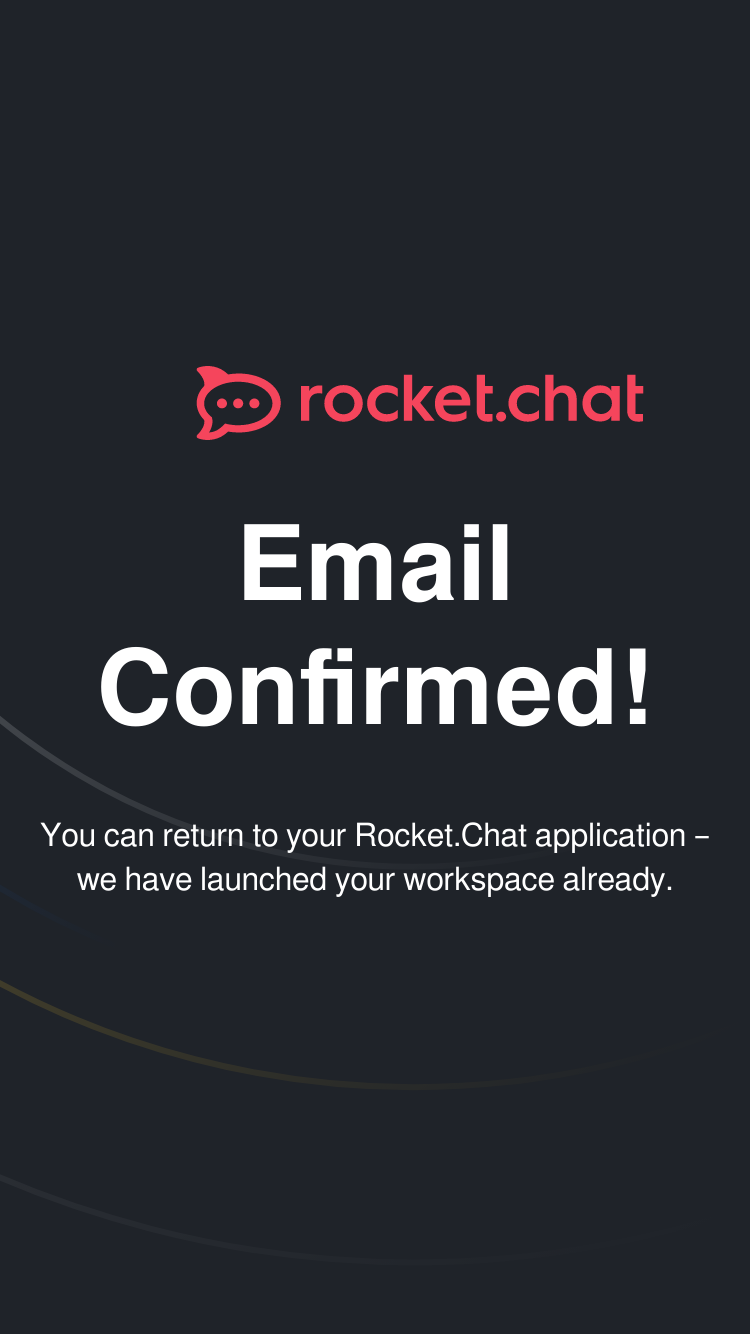 rocket.chat
Email
Confirmed!
You can return to your Rocket.Chat application –
we have launched your workspace already.